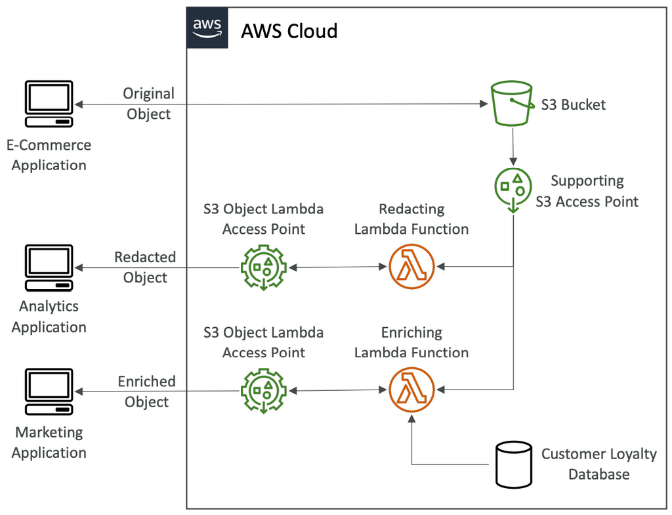 aws
AWS Cloud
Original
Object
S3 Bucket
E-Commerce
Application
Supporting
S3 Access Point
S3 Object Lambda
Access Point
Redacting
Lambda Function
Redacted
Object
Analytics
Application
S3 Object Lambda
Access Point
Enriching
Lambda Function
Enriched
Object
Marketing
Application
Customer Loyalty
Database